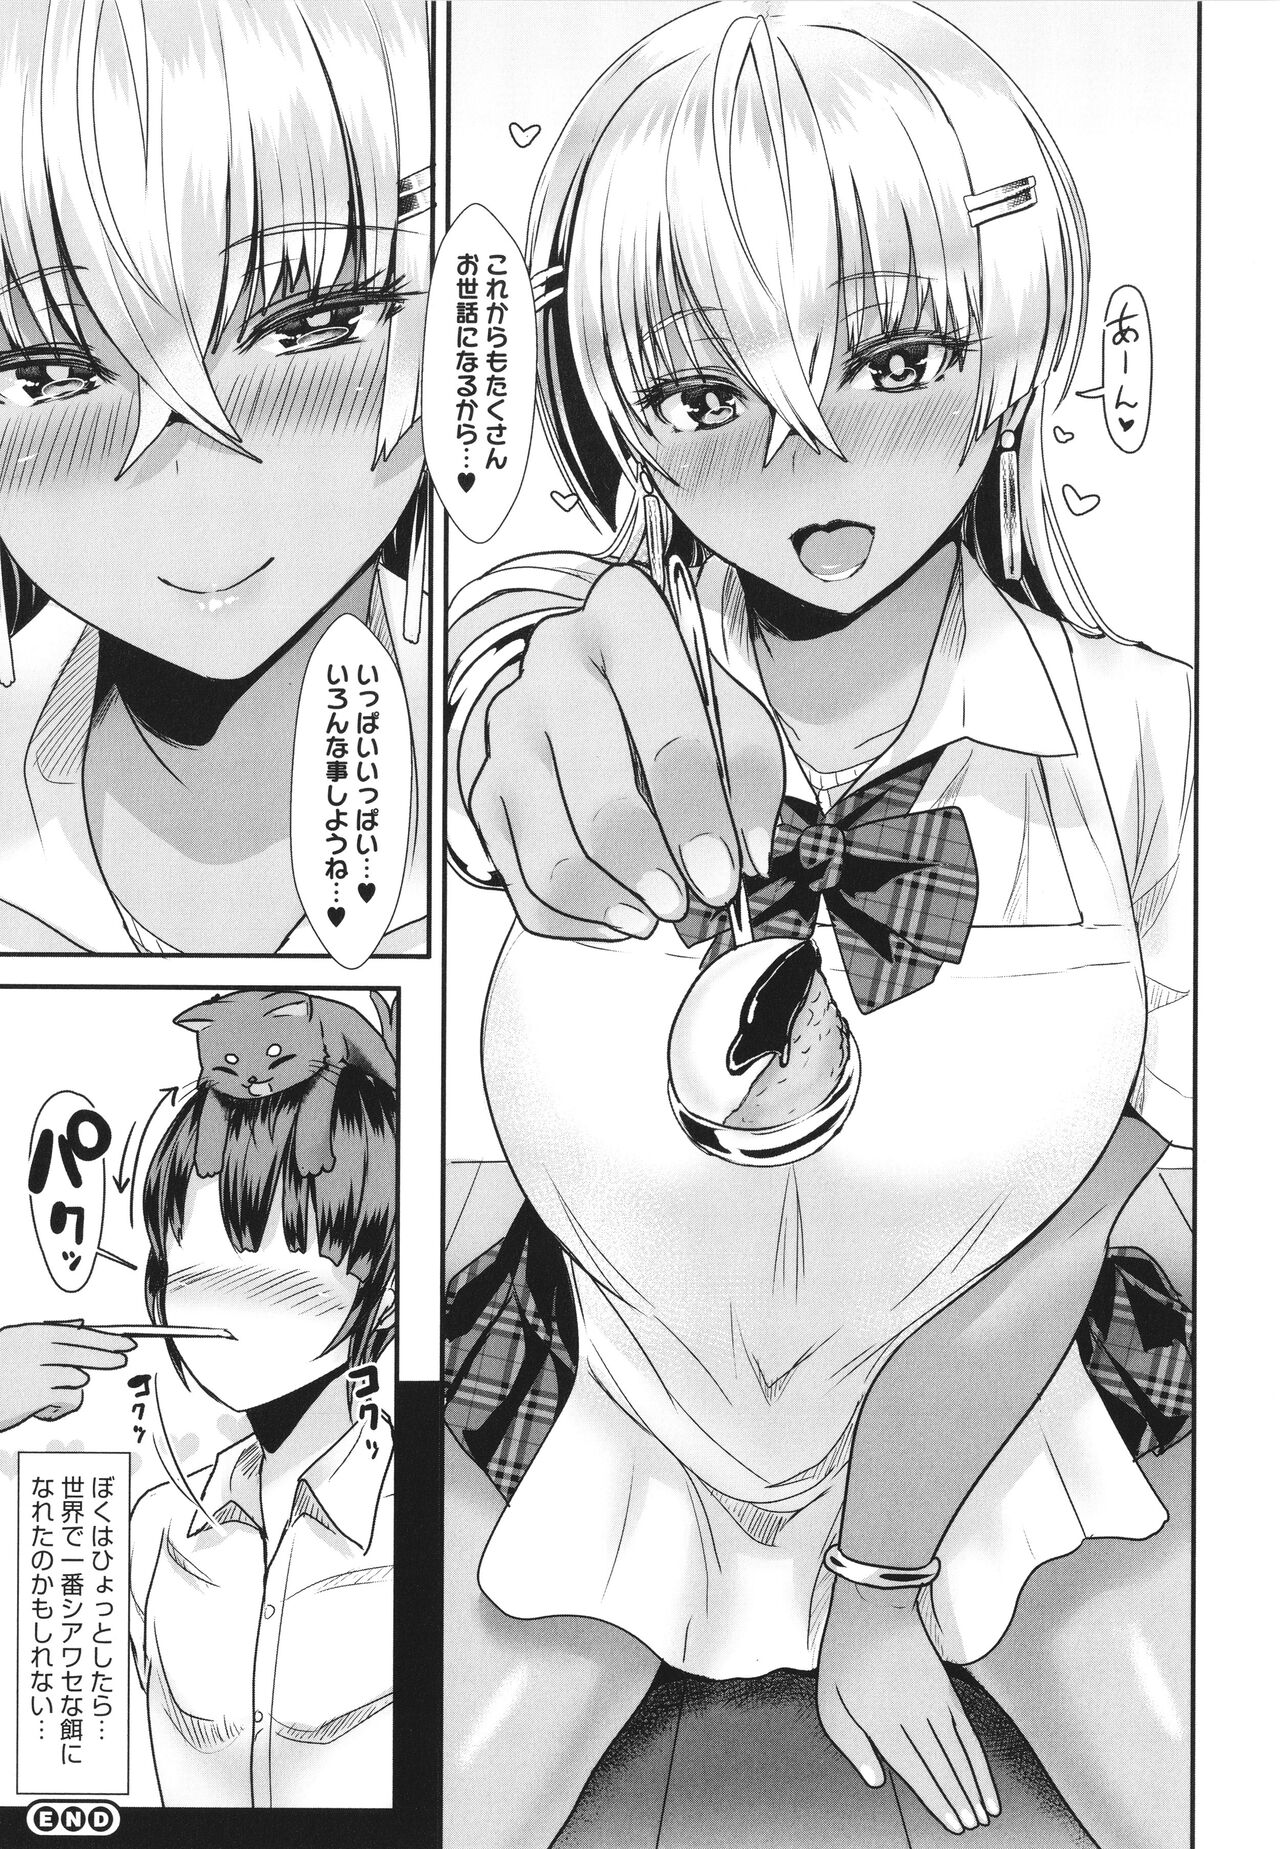 あーん♥
これからもたくさん
お世話になるから…♥
いっぱいいっぱい…♥
いろんな事しようね…♥
パクッ
コクッ
コクッ
ぼくはひょっとしたら…
世界で一番シアワセな餌に
なれたのかもしれない…
END